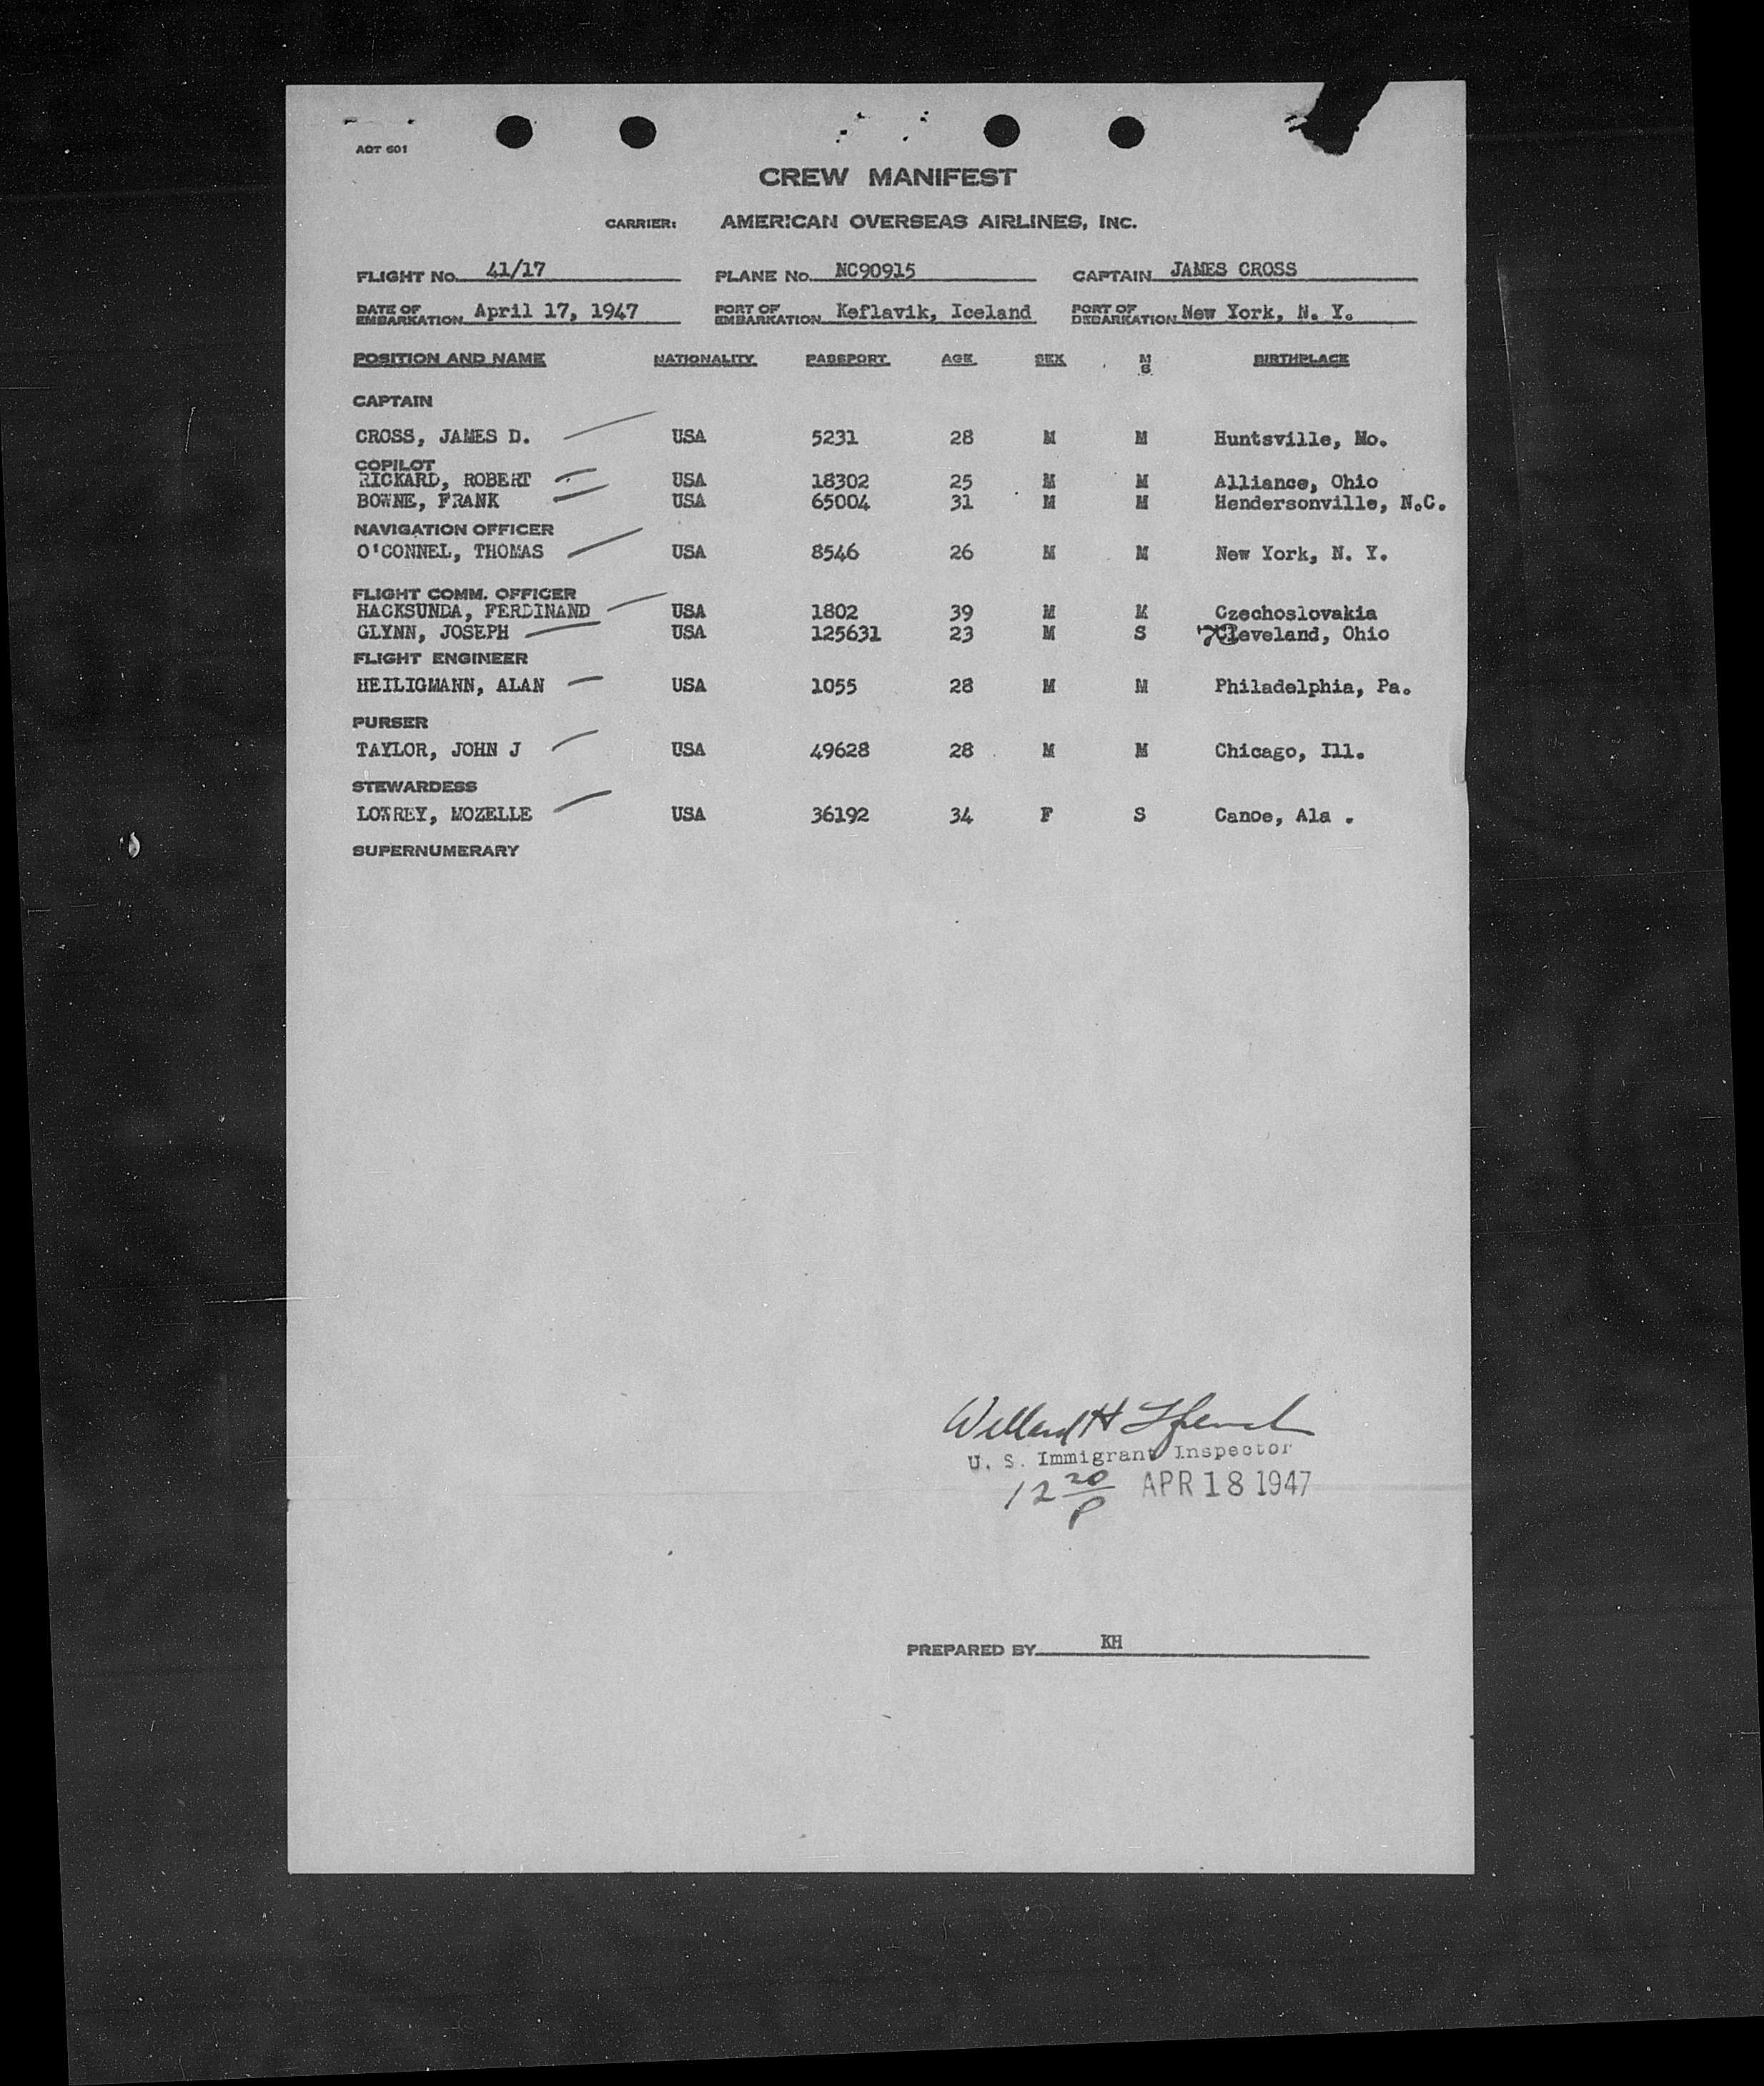 AOT 601
CREW MANIFEST
CARRIER: AMERICAN OVERSEAS AIRLINES, INC.
FLIGHT No. 41/17 PLANE No. NC90915 CAPTAIN JAMES CROSS
DATE OF EMBARKATION April 17, 1947 PORT OF EMBARKATION Keflavik, Iceland PORT OF DEBARKATION New York, N. Y.
POSITION AND NAME NATIONALITY PASSPORT AGE SEX M S BIRTHPLACE
CAPTAIN
CROSS, JAMES D. USA 5231 28 M M Huntsville, Mo.
COPILOT
RICKARD, ROBERT USA 18302 25 M M Alliance, Ohio
BOWNE, FRANK USA 65004 31 M M Hendersonville, N.C.
NAVIGATION OFFICER
O'CONNEL, THOMAS USA 8546 26 M M New York, N. Y.
FLIGHT COMM. OFFICER
HACKSUNDA, FERDINAND USA 1802 39 M M Czechoslovakia
GLYNN, JOSEPH USA 125631 23 M S Cleveland, Ohio
FLIGHT ENGINEER
HEILIGMANN, ALAN USA 1055 28 M M Philadelphia, Pa.
PURSER
TAYLOR, JOHN J USA 49628 28 M M Chicago, Ill.
STEWARDESS
LOWREY, MOZELLE USA 36192 34 F S Canoe, Ala .
SUPERNUMERARY
Willard H
U. S. Immigrant Inspector
12 20 P APR 18 1947
PREPARED BY KH